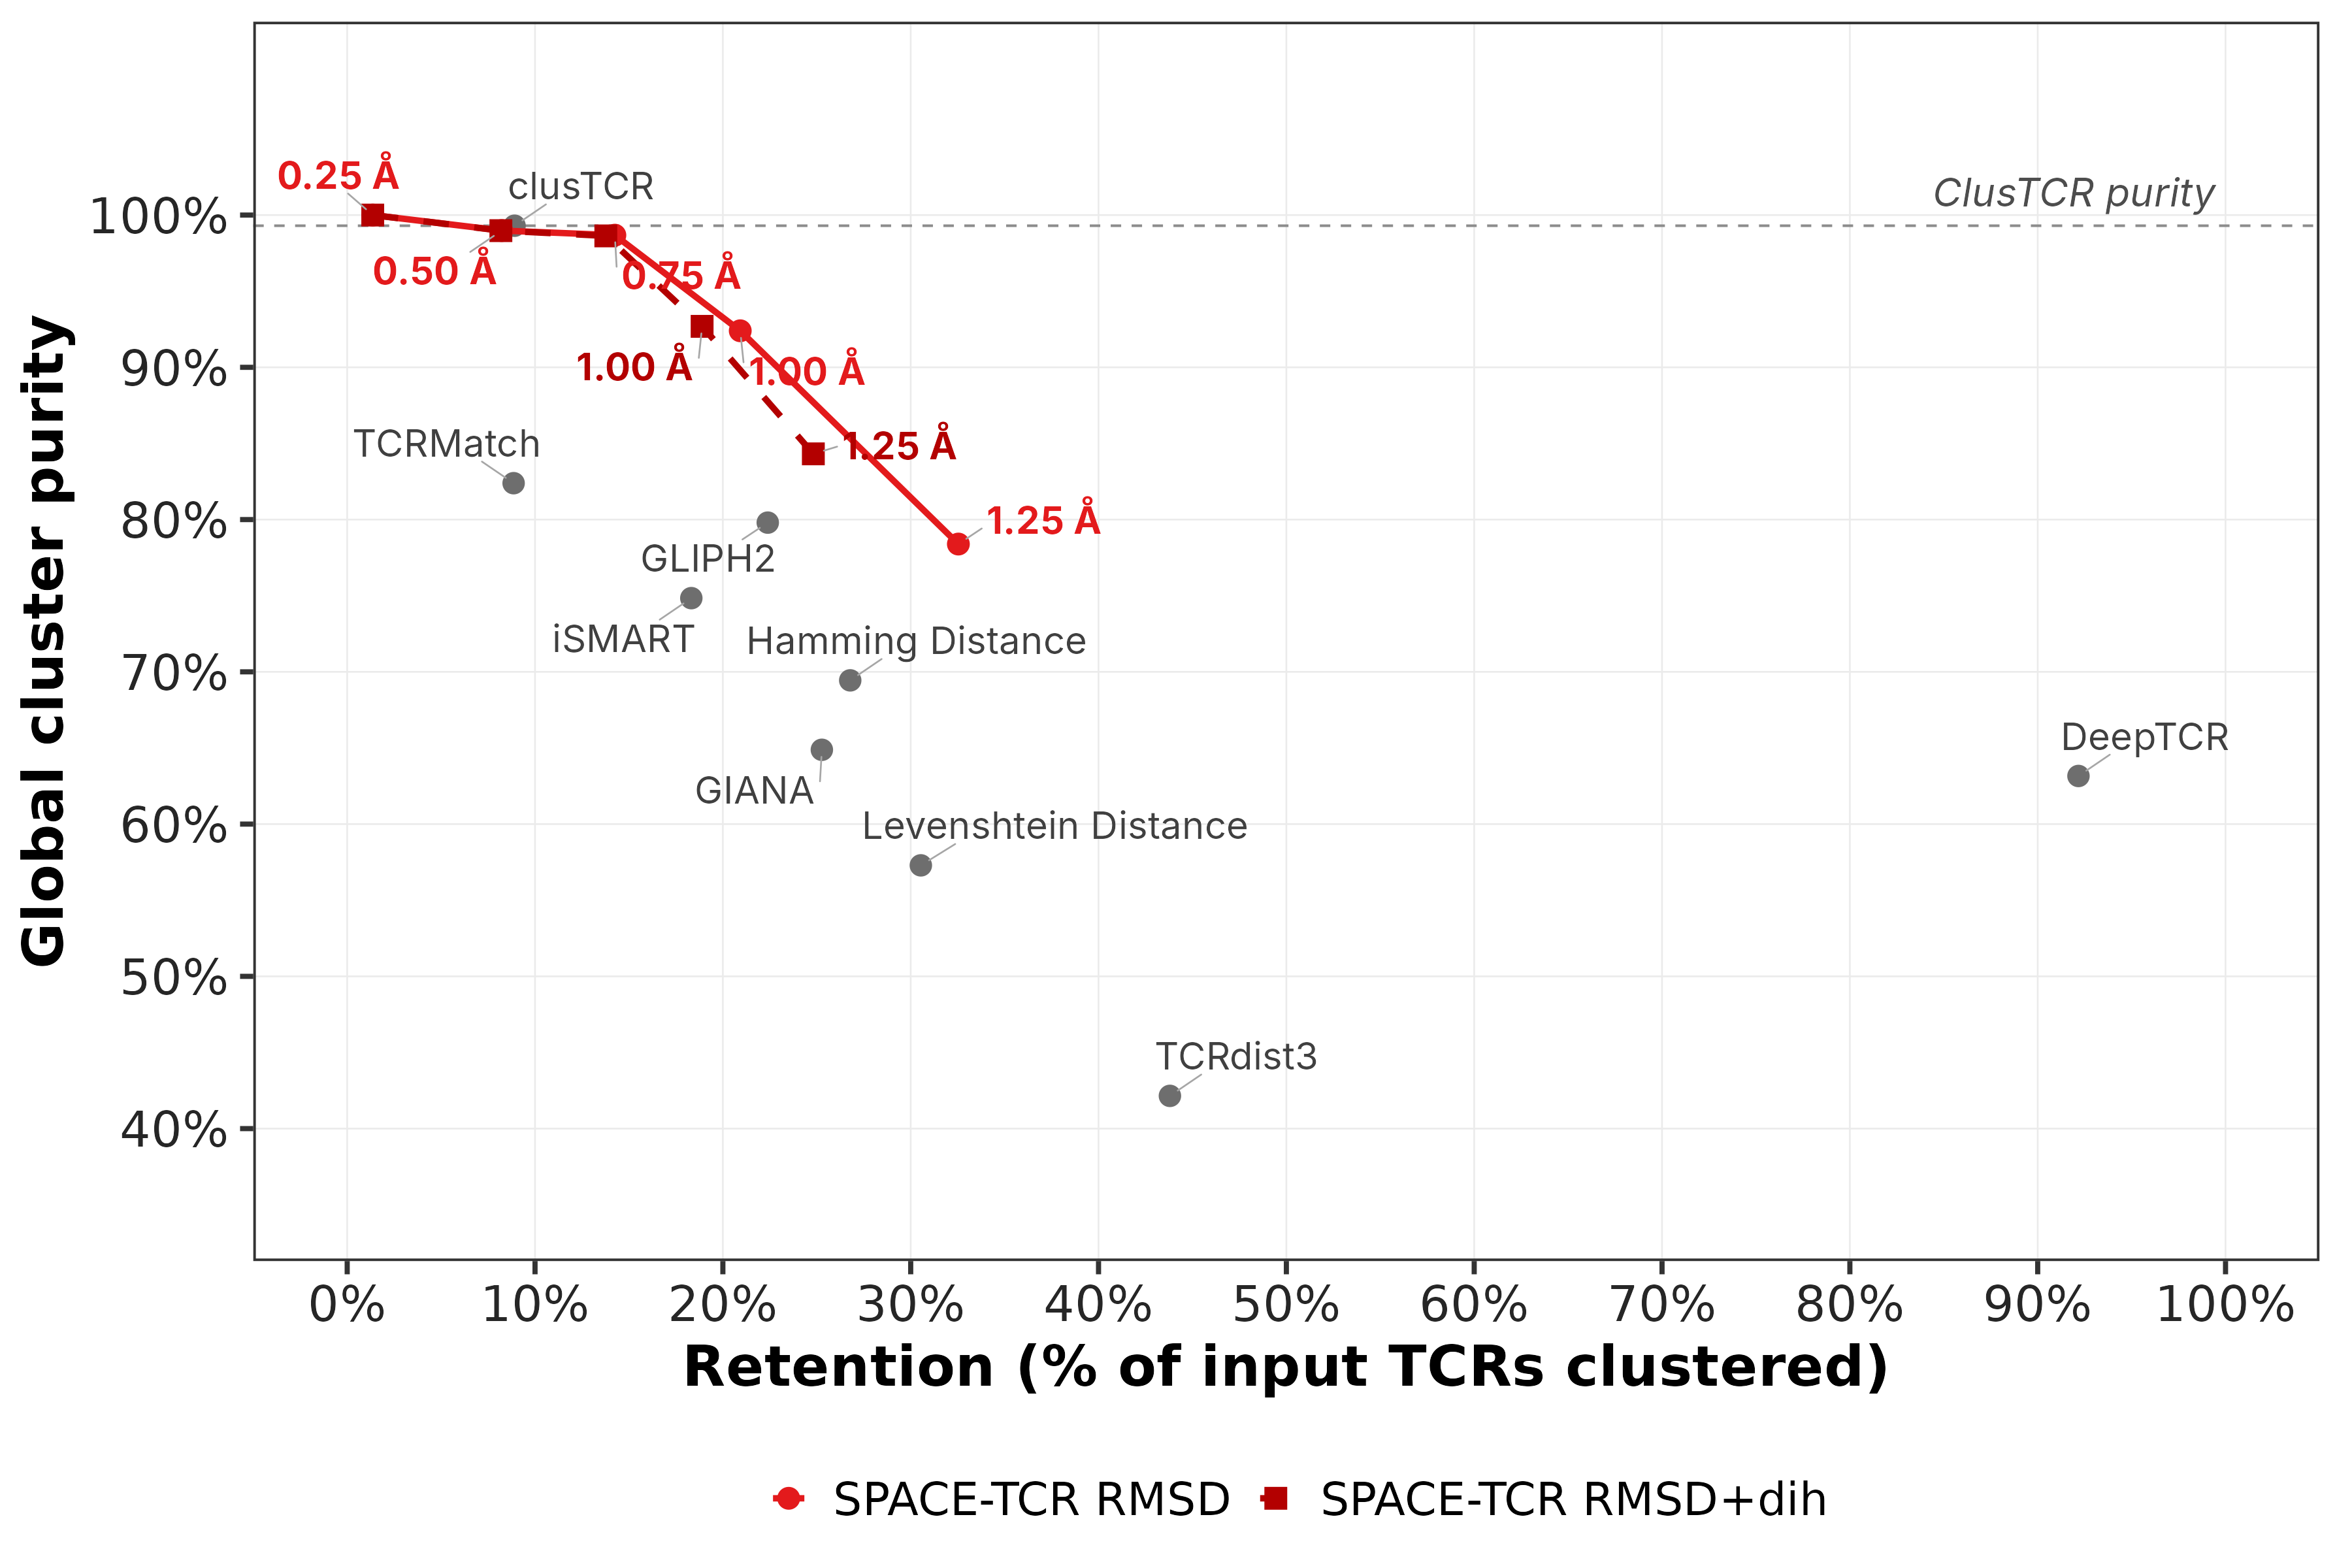 0.25 Å
clusTCR
ClusTCR purity
100%
0.50 Å
0.75 Å
90%
1.00 Å
1.00 Å
TCRMatch
1.25 Å
80%
1.25 Å
GLIPH2
iSMART
Hamming Distance
70%
DeepTCR
GIANA
60%
Levenshtein Distance
50%
TCRdist3
40%
Global cluster purity
0% 10% 20% 30% 40% 50% 60% 70% 80% 90% 100%
Retention (% of input TCRs clustered)
SPACE-TCR RMSD SPACE-TCR RMSD+dih